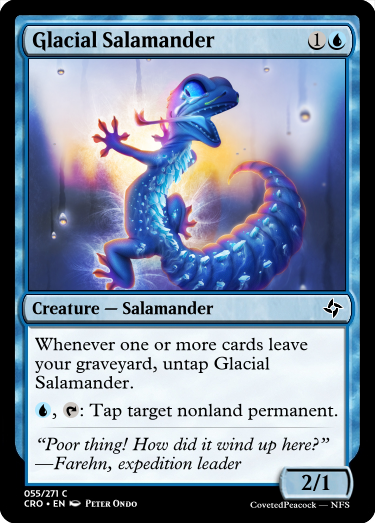 Glacial Salamander 1
Creature — Salamander
Whenever one or more cards leave
your graveyard, untap Glacial
Salamander.
, : Tap target nonland permanent.
“Poor thing! How did it wind up here?”
—Farehn, expedition leader
2/1
055/271 C
CRO • EN PETER ONDO
CovetedPeacock — NFS